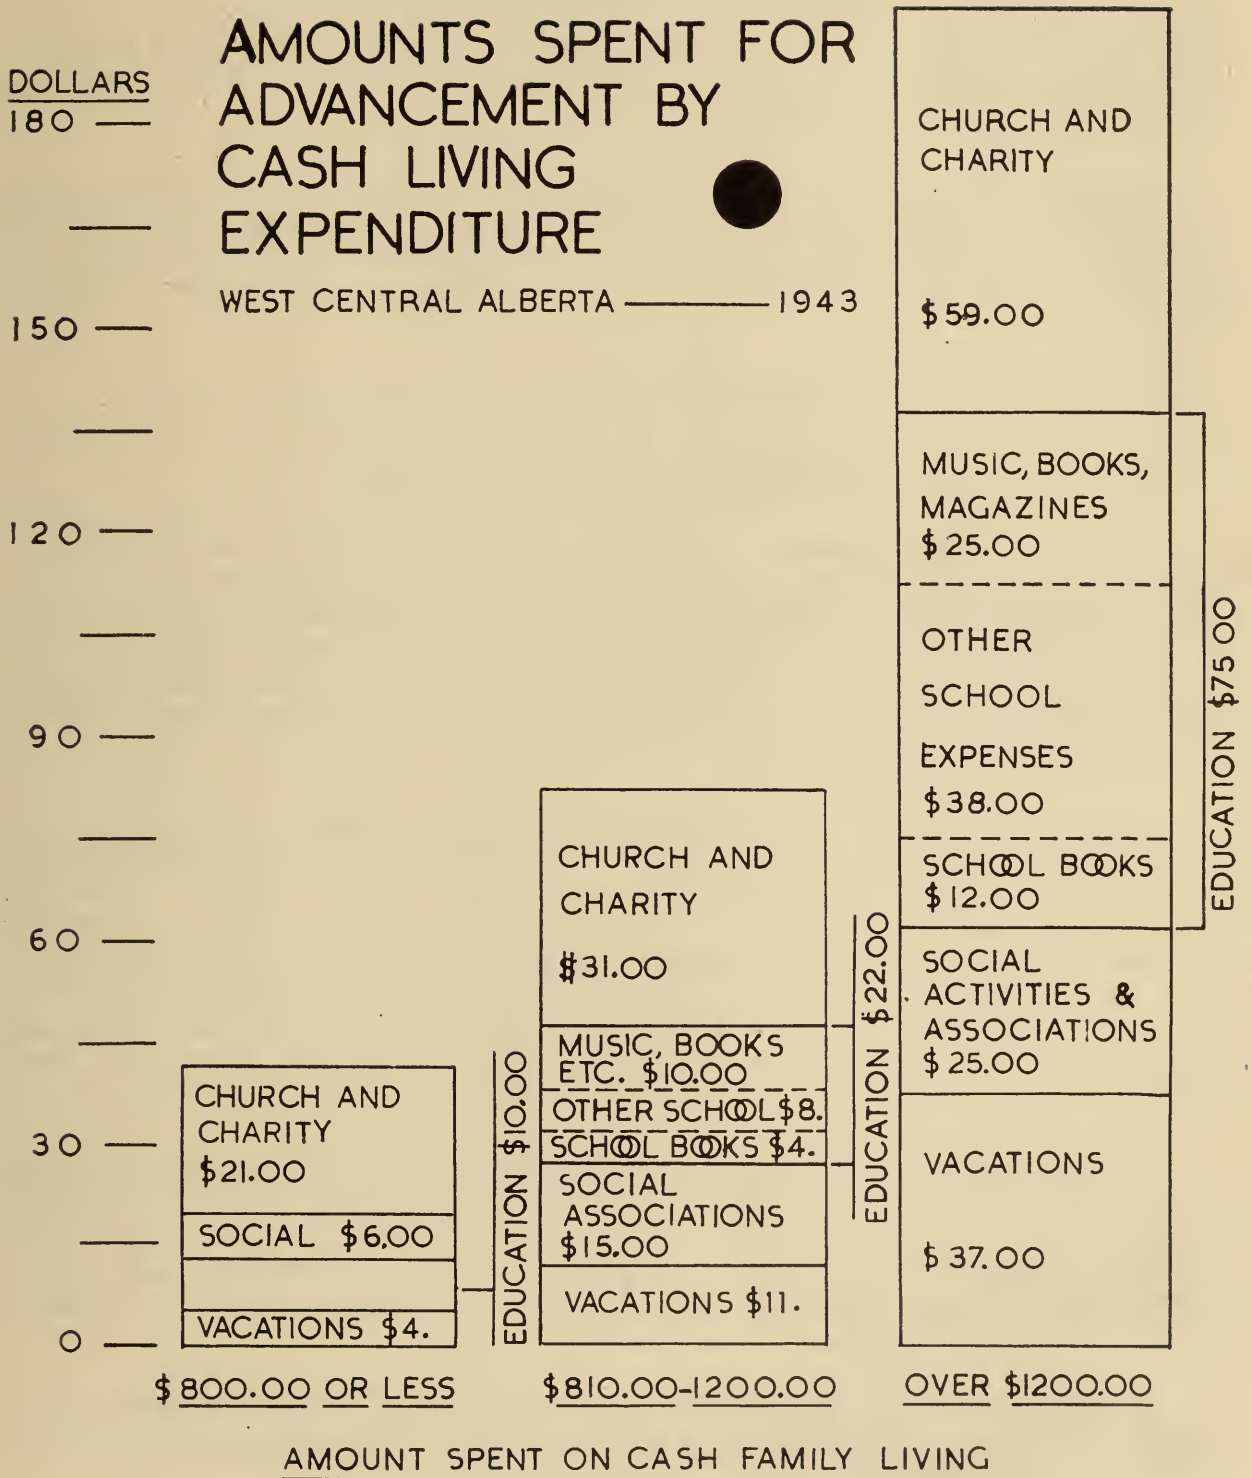 AMOUNTS SPENT FOR
ADVANCEMENT BY
CASH LIVING
EXPENDITURE
WEST CENTRAL ALBERTA — 1943
DOLLARS
180
150
120
90
60
30
0
CHURCH AND
CHARITY
$21.00
SOCIAL $6.00
VACATIONS $4.
EDUCATION $10.00
$800.00 OR LESS
CHURCH AND
CHARITY
$31.00
MUSIC, BOOKS
ETC. $10.00
OTHER SCHOOL $8.
SCHOOL BOOKS $4.
SOCIAL
ASSOCIATIONS
$15.00
VACATIONS $11.
EDUCATION $22.00
$810.00-1200.00
CHURCH AND
CHARITY
$59.00
MUSIC, BOOKS,
MAGAZINES
$25.00
OTHER
SCHOOL
EXPENSES
$38.00
SCHOOL BOOKS
$12.00
SOCIAL
ACTIVITIES &
ASSOCIATIONS
$25.00
VACATIONS
$37.00
EDUCATION $75 00
OVER $1200.00
AMOUNT SPENT ON CASH FAMILY LIVING